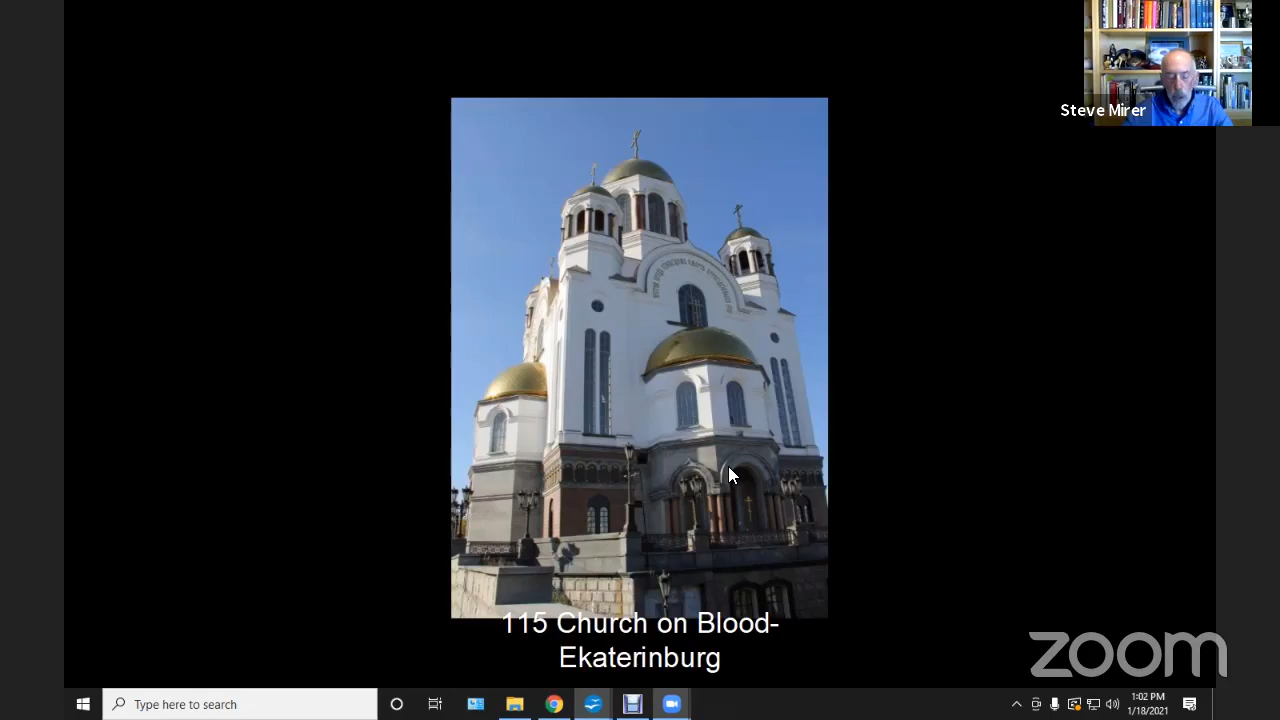 Steve Mirer
115 Church on Blood-
Ekaterinburg
zoom
Type here to search
1:02 PM
1/18/2021